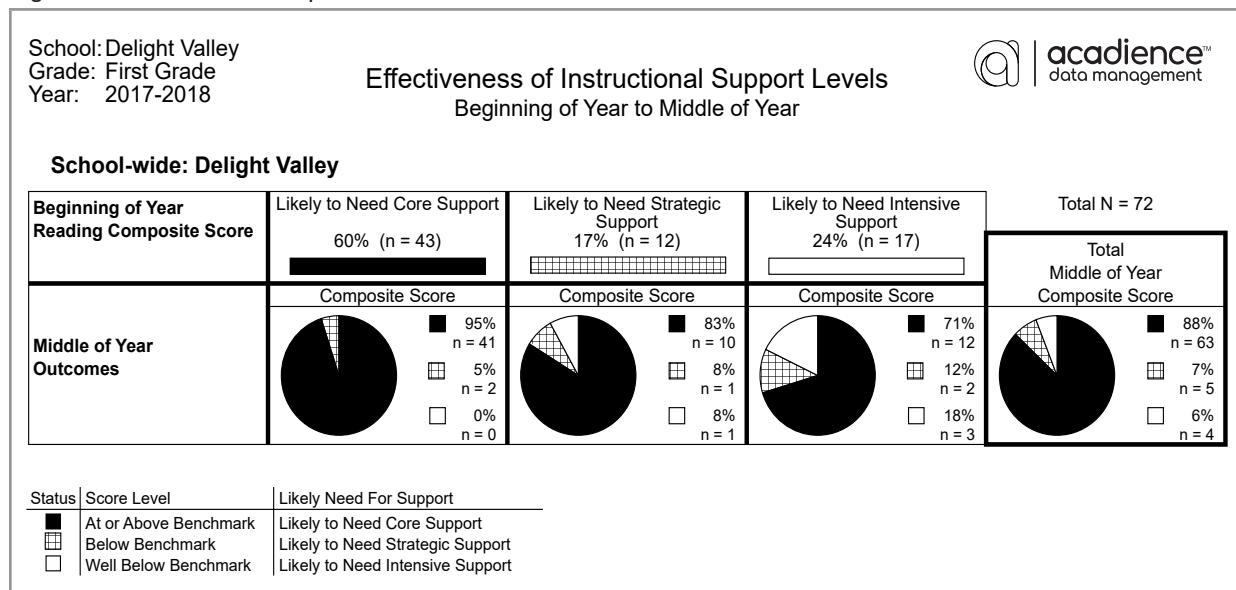 School: Delight Valley
Grade: First Grade
Year: 2017-2018
Effectiveness of Instructional Support Levels
Beginning of Year to Middle of Year
acadience™
data management
School-wide: Delight Valley
Beginning of Year
Reading Composite Score
Likely to Need Core Support
60% (n = 43)
Likely to Need Strategic
Support
17% (n = 12)
Likely to Need Intensive
Support
24% (n = 17)
Total N = 72
Total
Middle of Year
Composite Score
Middle of Year
Outcomes
Composite Score
95%
n = 41
5%
n = 2
0%
n = 0
Composite Score
83%
n = 10
8%
n = 1
8%
n = 1
Composite Score
71%
n = 12
12%
n = 2
18%
n = 3
88%
n = 63
7%
n = 5
6%
n = 4
Status Score Level Likely Need For Support
At or Above Benchmark Likely to Need Core Support
Below Benchmark Likely to Need Strategic Support
Well Below Benchmark Likely to Need Intensive Support